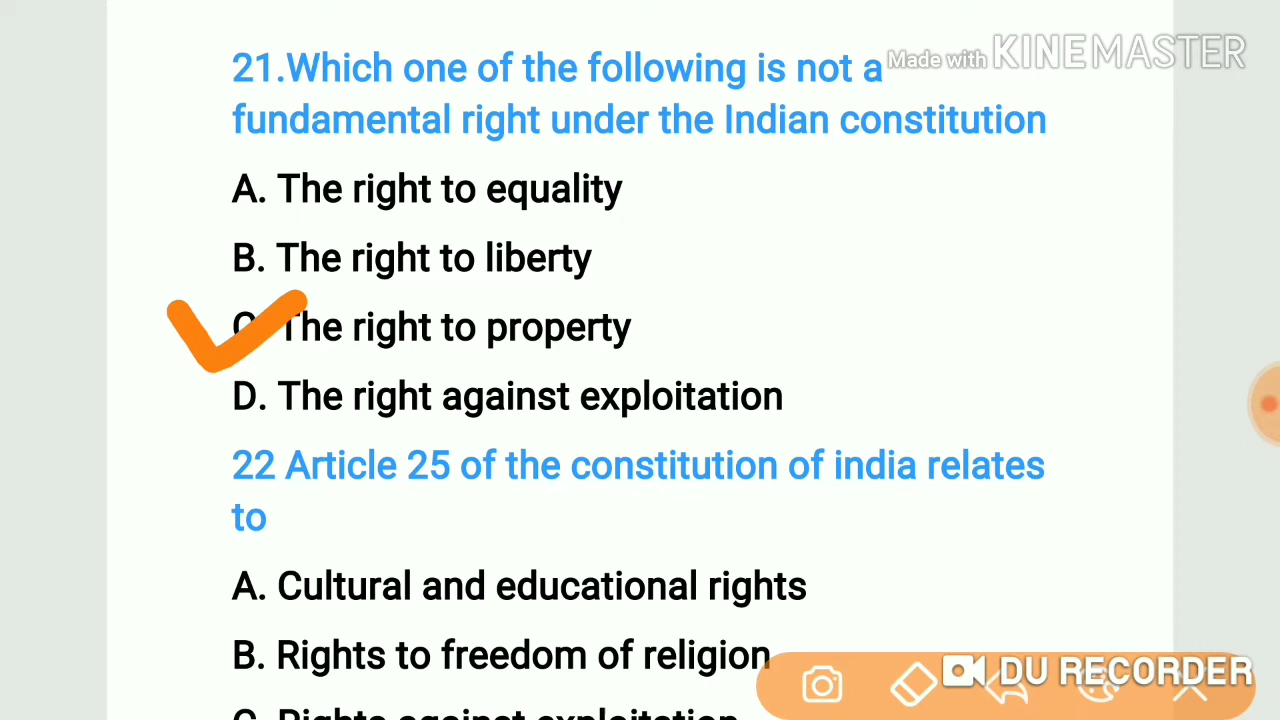 Made with KINEMASTER
21.Which one of the following is not a
fundamental right under the Indian constitution
A. The right to equality
B. The right to liberty
C. The right to property
D. The right against exploitation
22 Article 25 of the constitution of india relates
to
A. Cultural and educational rights
B. Rights to freedom of religion
C. Rights against exploitation
DU RECORDER